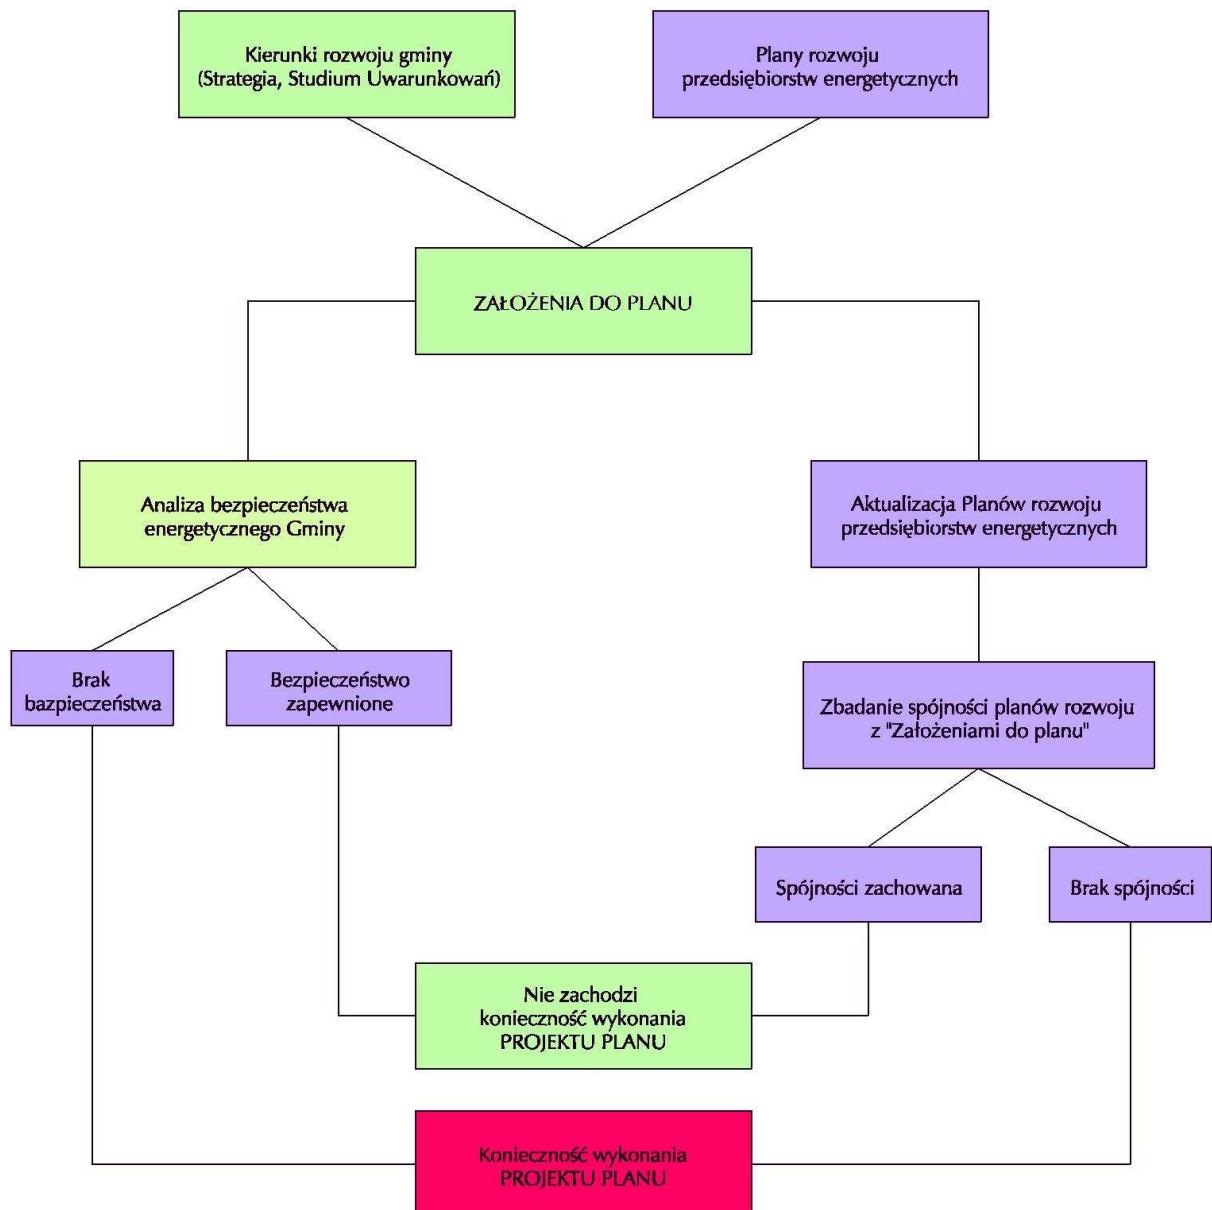 Kierunki rozwoju gminy
(Strategia, Studium Uwarunkowań)
Plany rozwoju
przedsiębiorstw energetycznych
ZAŁOŻENIA DO PLANU
Analiza bezpieczeństwa
energetycznego Gminy
Aktualizacja Planów rozwoju
przedsiębiorstw energetycznych
Brak
bazpieczeństwa
Bezpieczeństwo
zapewnione
Zbadanie spójności planów rozwoju
z "Założeniami do planu"
Spójności zachowana
Brak spójności
Nie zachodzi
konieczność wykonania
PROJEKTU PLANU
Konieczność wykonania
PROJEKTU PLANU